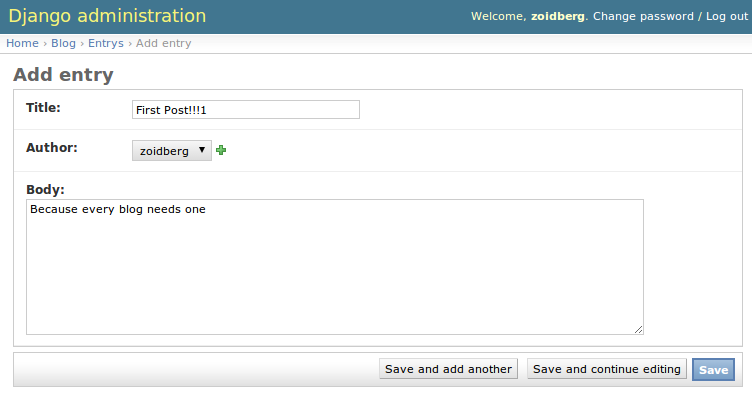 Django administration
Welcome, zoidberg. Change password / Log out
Home › Blog › Entrys › Add entry
Add entry
Title: First Post!!!1
Author: zoidberg
Body:
Because every blog needs one
Save and add another Save and continue editing Save